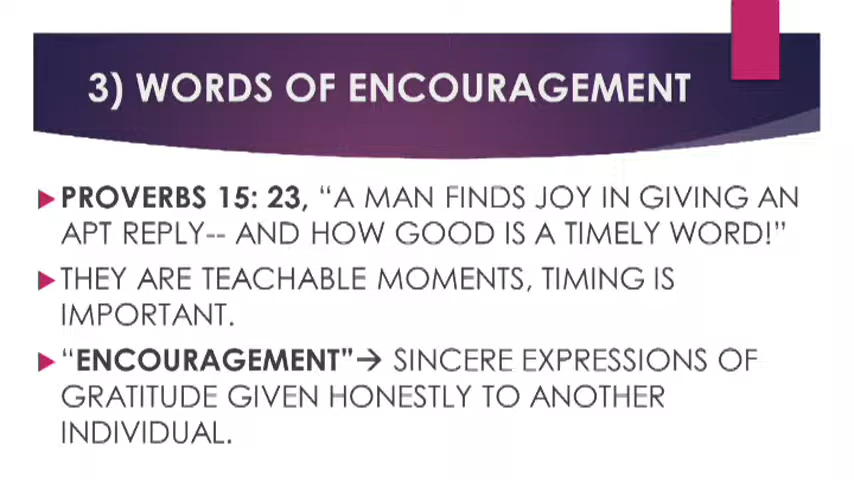 3) WORDS OF ENCOURAGEMENT
PROVERBS 15: 23, “A MAN FINDS JOY IN GIVING AN
APT REPLY-- AND HOW GOOD IS A TIMELY WORD!”
THEY ARE TEACHABLE MOMENTS, TIMING IS
IMPORTANT.
“ENCOURAGEMENT”→ SINCERE EXPRESSIONS OF
GRATITUDE GIVEN HONESTLY TO ANOTHER
INDIVIDUAL.